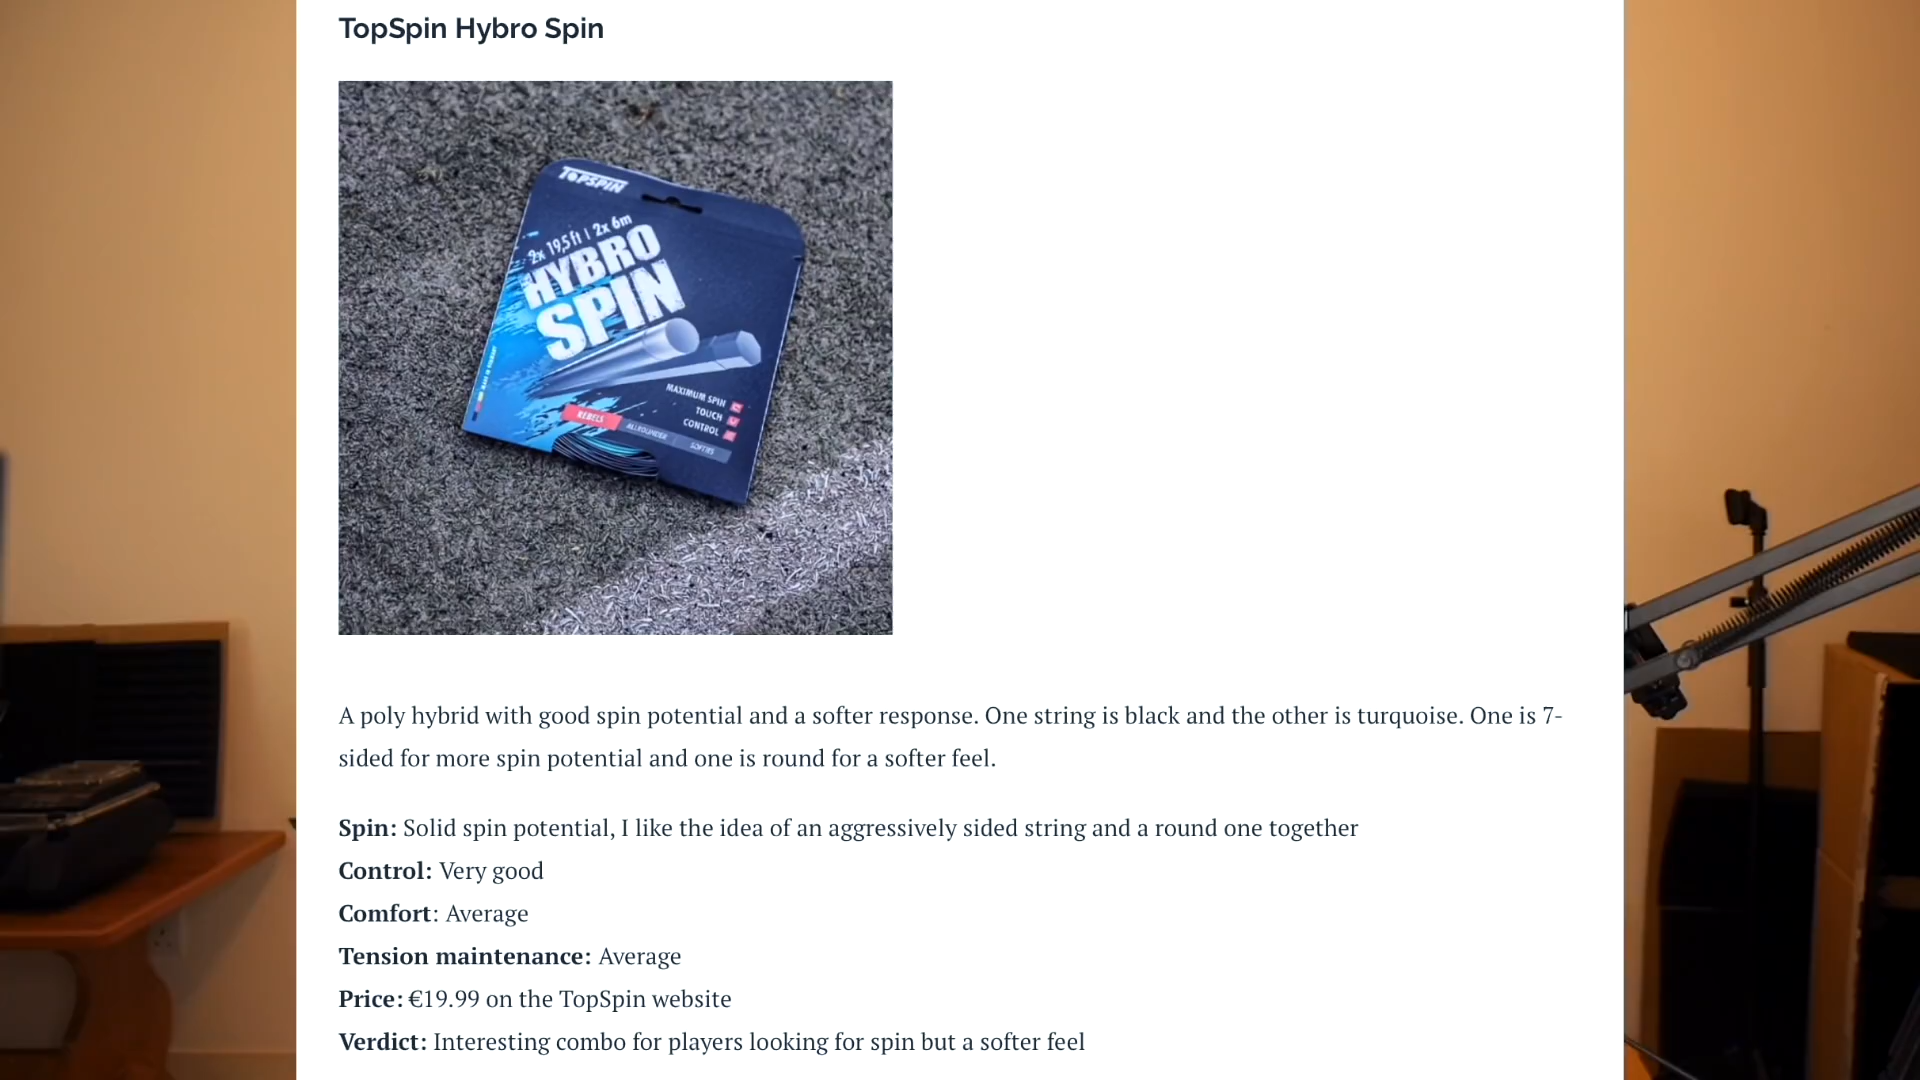 TopSpin Hybro Spin
TOPSPIN
2x 19,5ft | 2x 6m
HYBRO
SPIN
MAXIMUM SPIN
TOUCH
CONTROL
REBELS ALLROUNDER SOFTIES
A poly hybrid with good spin potential and a softer response. One string is black and the other is turquoise. One is 7-
sided for more spin potential and one is round for a softer feel.
Spin: Solid spin potential, I like the idea of an aggressively sided string and a round one together
Control: Very good
Comfort: Average
Tension maintenance: Average
Price: €19.99 on the TopSpin website
Verdict: Interesting combo for players looking for spin but a softer feel